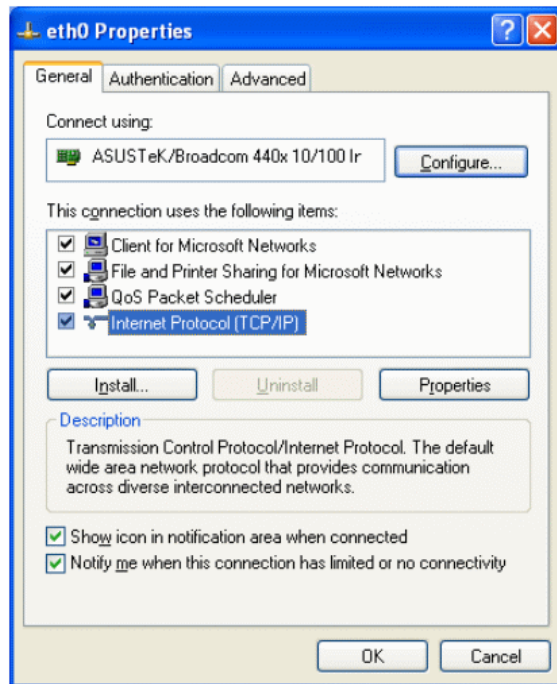 eth0 Properties
General Authentication Advanced
Connect using:
ASUSTeK/Broadcom 440x 10/100 Ir
Configure...
This connection uses the following items:
Client for Microsoft Networks
File and Printer Sharing for Microsoft Networks
QoS Packet Scheduler
Internet Protocol (TCP/IP)
Install... Uninstall Properties
Description
Transmission Control Protocol/Internet Protocol. The default
wide area network protocol that provides communication
across diverse interconnected networks.
Show icon in notification area when connected
Notify me when this connection has limited or no connectivity
OK Cancel